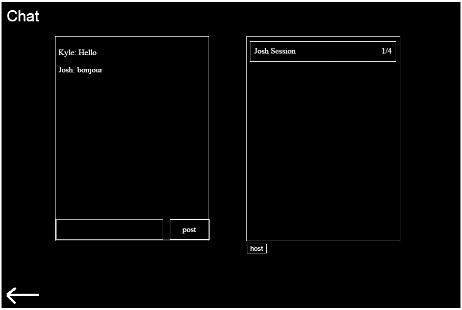 Chat
Kyle: Hello
Josh: bonjour
post
Josh Session 1/4
host